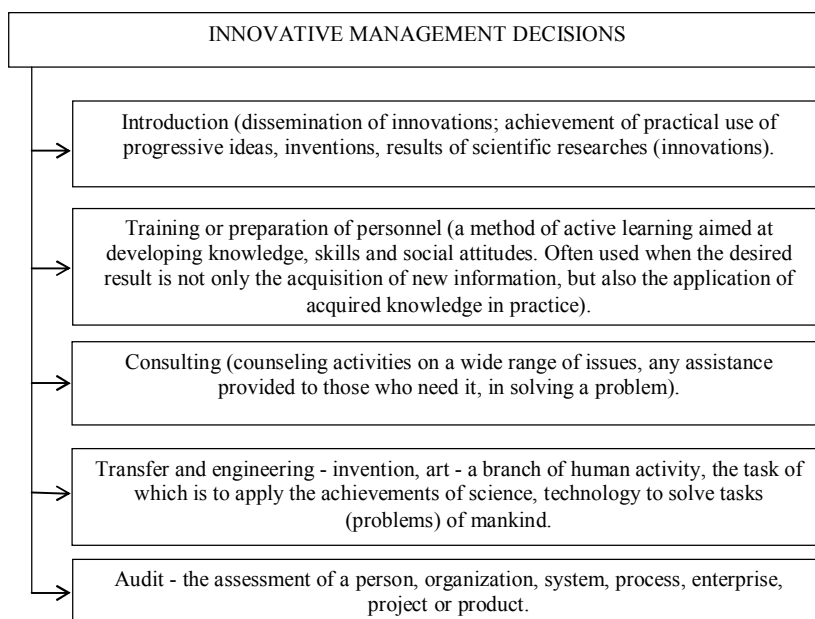 INNOVATIVE MANAGEMENT DECISIONS
Introduction (dissemination of innovations; achievement of practical use of
progressive ideas, inventions, results of scientific researches (innovations).
Training or preparation of personnel (a method of active learning aimed at
developing knowledge, skills and social attitudes. Often used when the desired
result is not only the acquisition of new information, but also the application of
acquired knowledge in practice).
Consulting (counseling activities on a wide range of issues, any assistance
provided to those who need it, in solving a problem).
Transfer and engineering - invention, art - a branch of human activity, the task of
which is to apply the achievements of science, technology to solve tasks
(problems) of mankind.
Audit - the assessment of a person, organization, system, process, enterprise,
project or product.